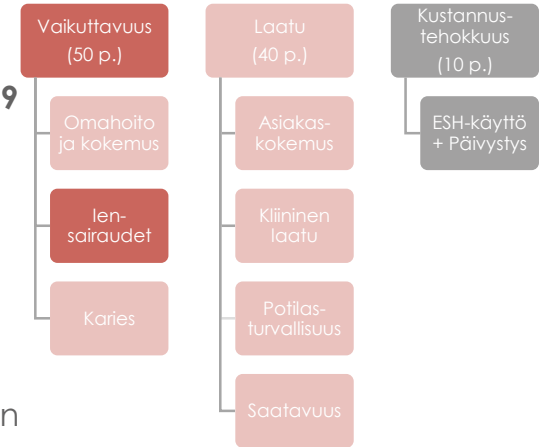 Vaikuttavuus
(50 p.)
Laatu
(40 p.)
Kustannus-
tehokkuus
(10 p.)
9
Omahoito
ja kokemus
Ien-
sairaudet
Karies
Asiakas-
kokemus
Kliininen
laatu
Potilas-
turvallisuus
Saatavuus
ESH-käyttö
+ Päivystys
n